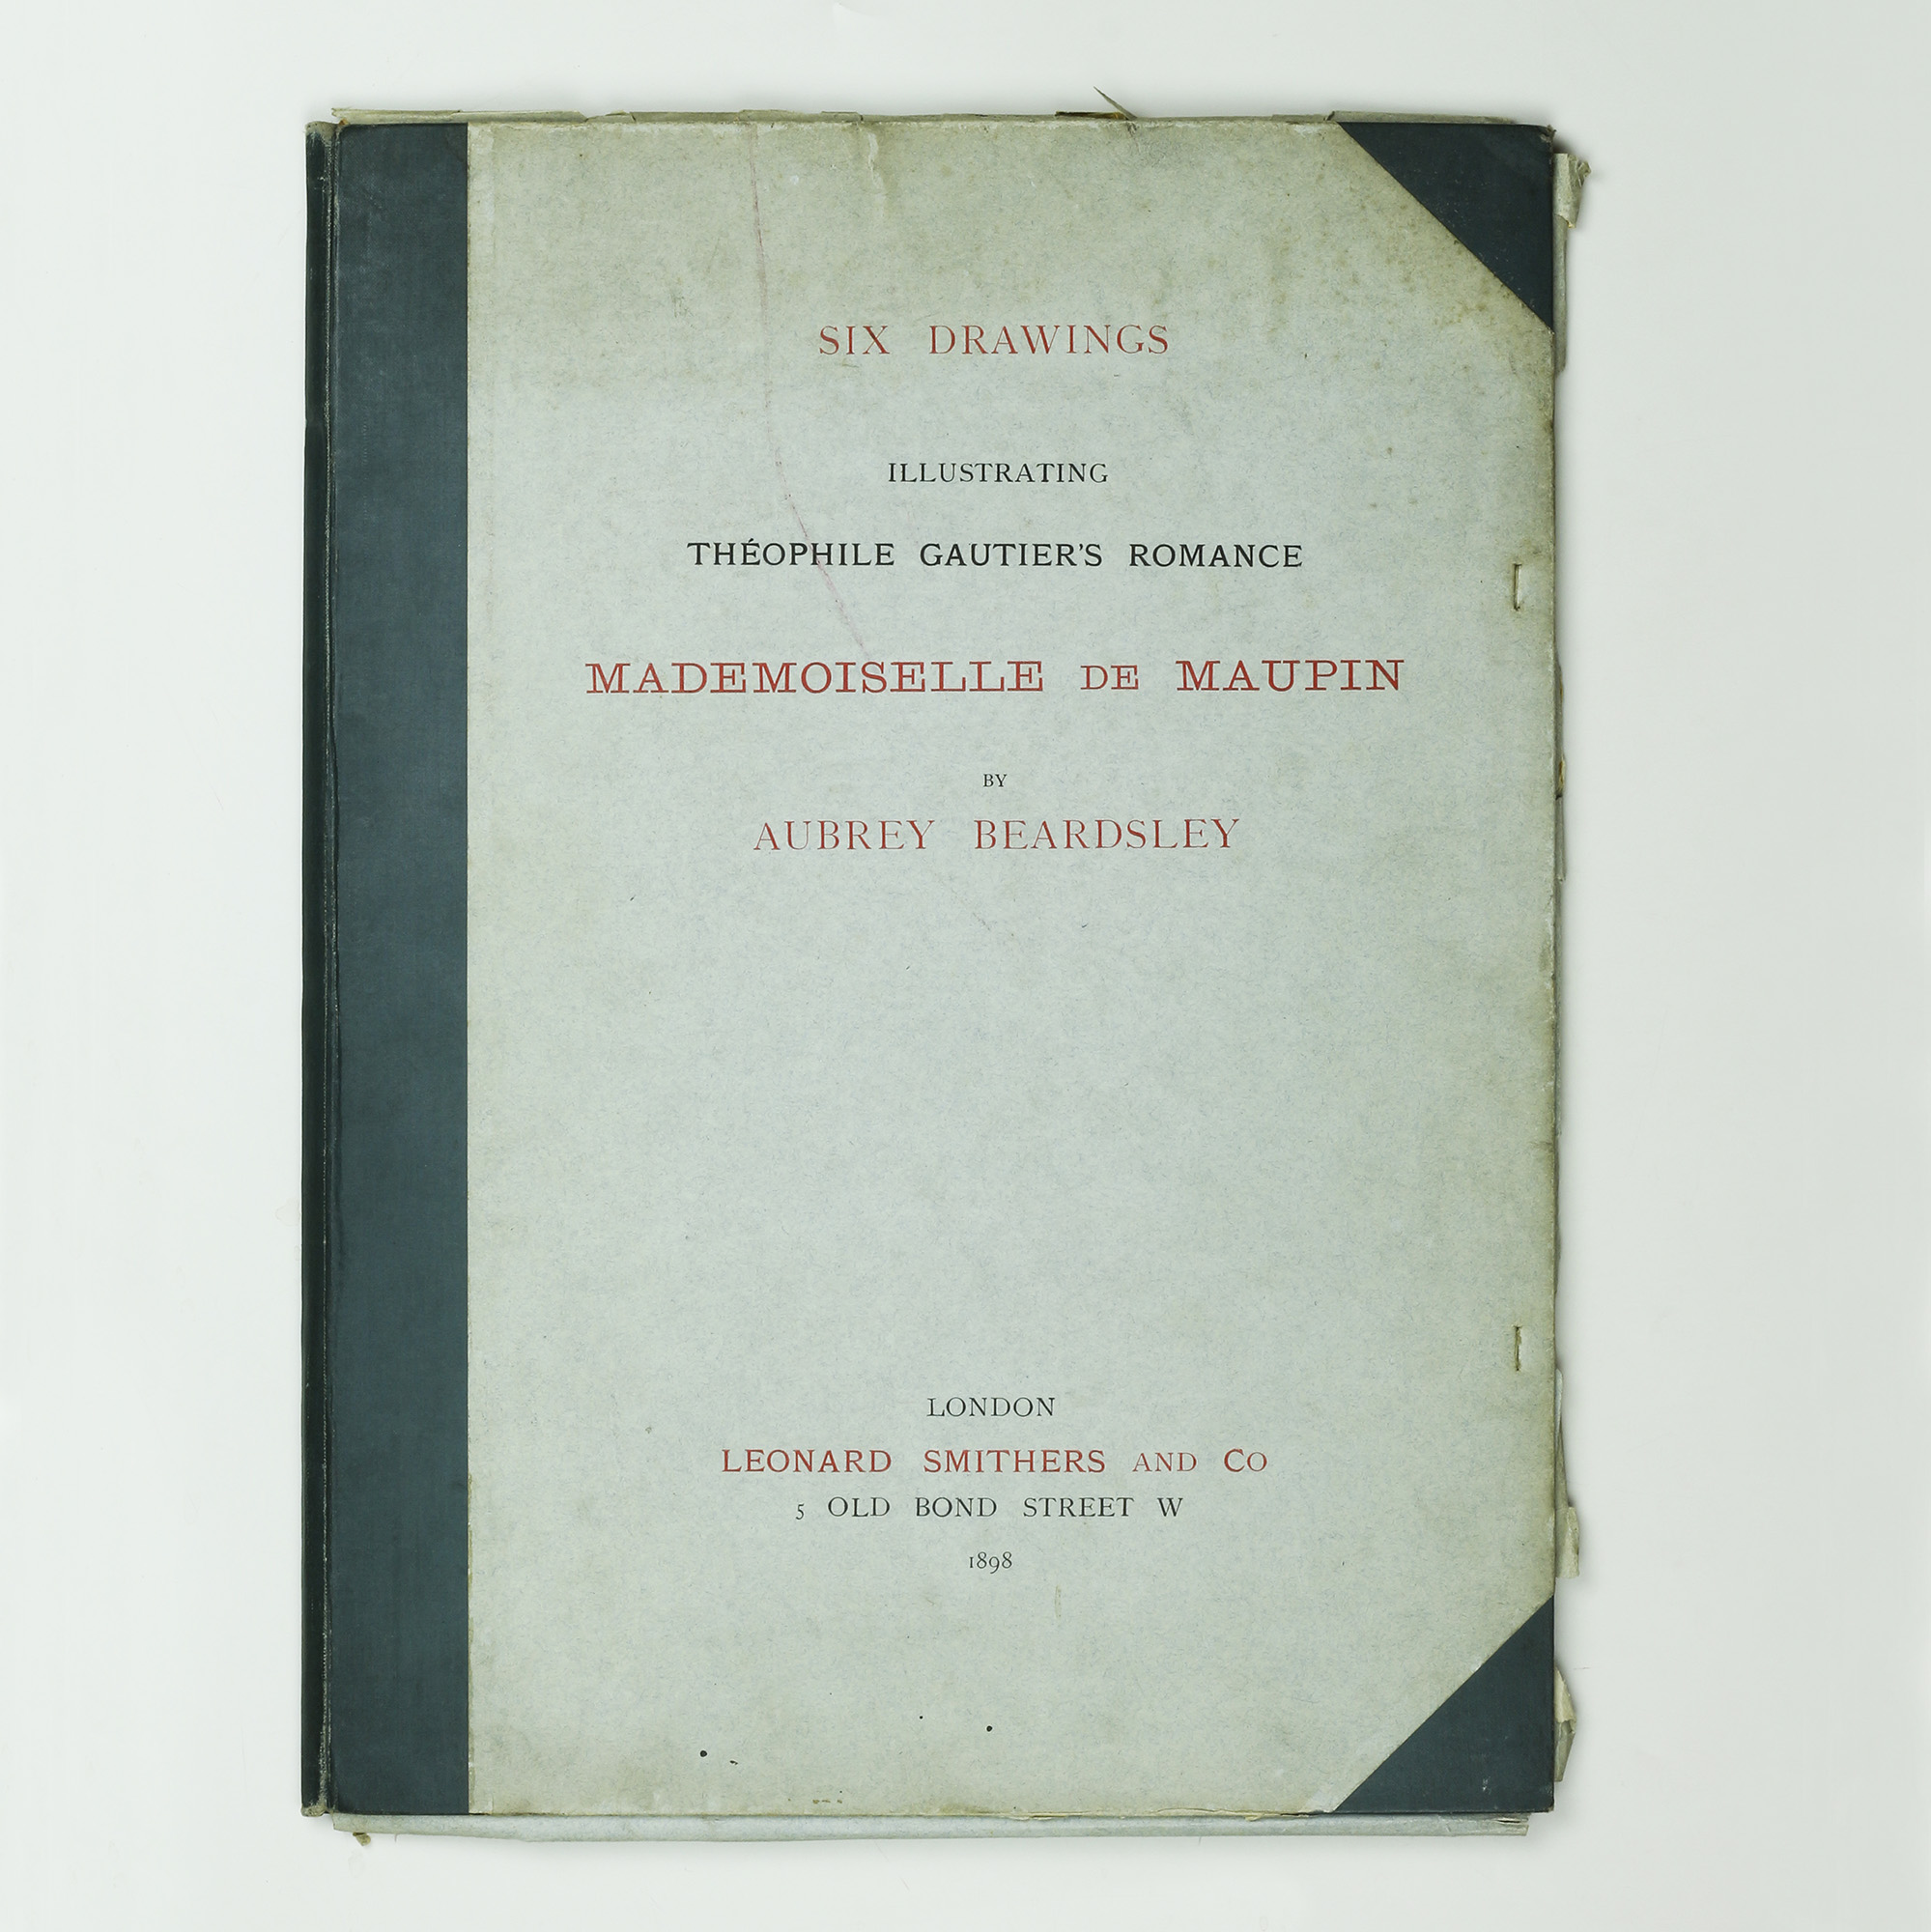 SIX DRAWINGS
ILLUSTRATING
THÉOPHILE GAUTIER'S ROMANCE
MADEMOISELLE DE MAUPIN
BY
AUBREY BEARDSLEY
LONDON
LEONARD SMITHERS AND CO
5 OLD BOND STREET W
1898